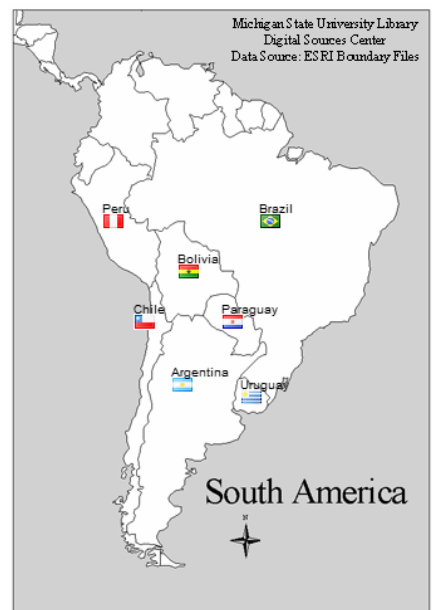 Michigan State University Library
Digital Sources Center
Data Source: ESRI Boundary Files
Peru
Brazil
Bolivia
Chile
Paraguay
Argentina
Uruguay
South America
N